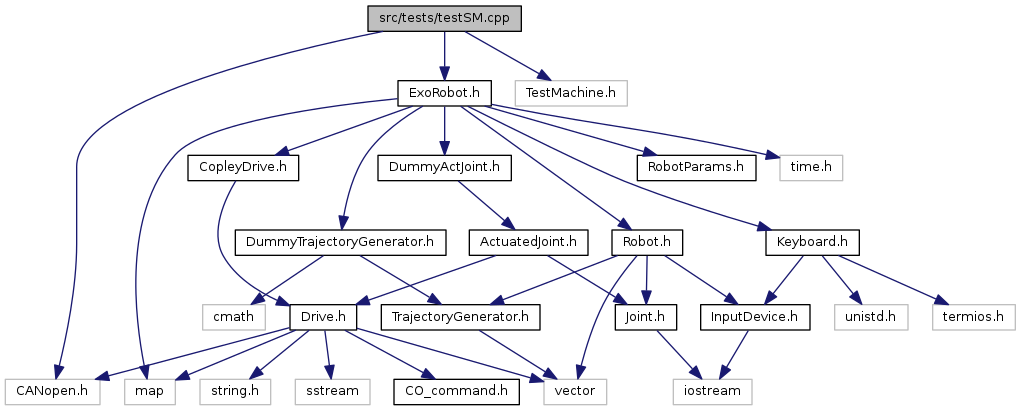 src/tests/testSM.cpp
ExoRobot.h
TestMachine.h
CopleyDrive.h
DummyActJoint.h
RobotParams.h
time.h
DummyTrajectoryGenerator.h
ActuatedJoint.h
Robot.h
Keyboard.h
cmath
Drive.h
TrajectoryGenerator.h
Joint.h
InputDevice.h
unistd.h
termios.h
CANopen.h
map
string.h
sstream
CO_command.h
vector
iostream